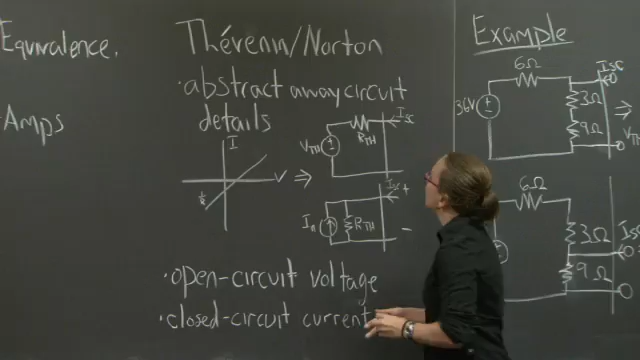 Equivalence.
Amps
Thévenin/Norton
· abstract away circuit
details
I
V
V_TH
R_TH
I_SC
I_n
R_TH
I_SC
+
−
· open-circuit voltage
· closed-circuit current
Example
6Ω
I_SC
36V
3Ω
9Ω
V_TH
6Ω
3Ω
I_SC
9Ω